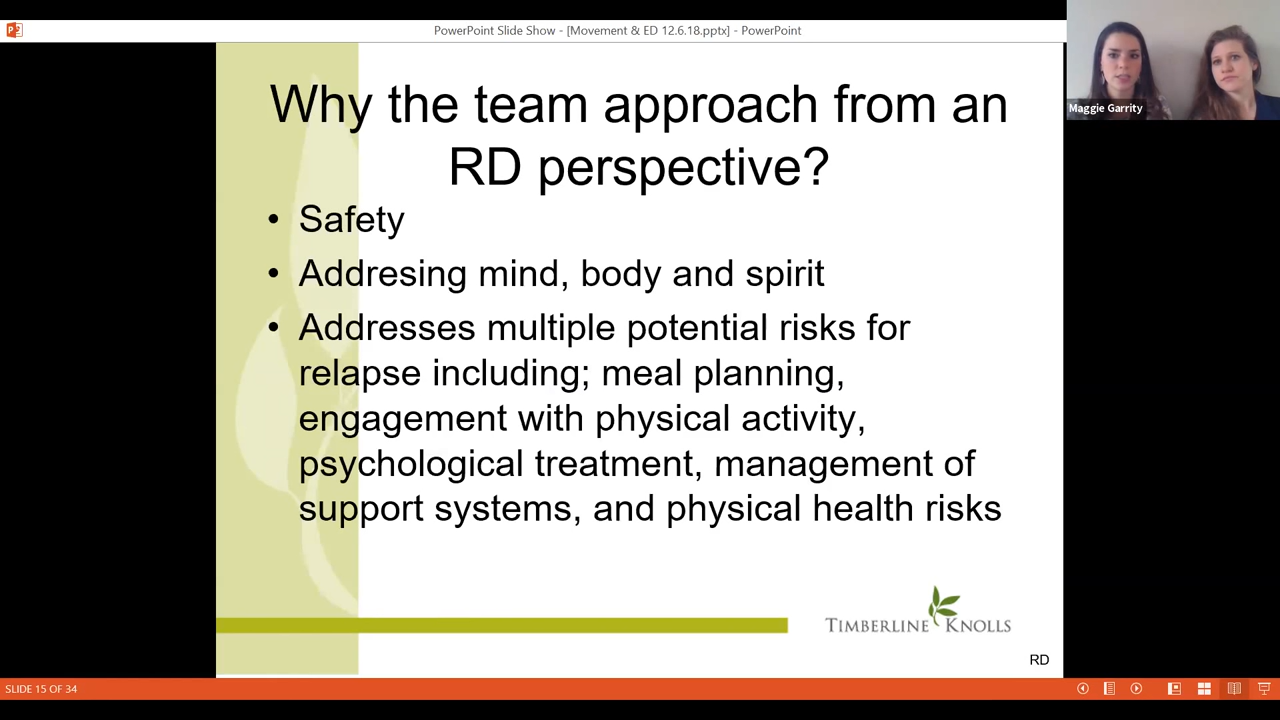 PowerPoint Slide Show - [Movement & ED 12.6.18.pptx] - PowerPoint
Maggie Garrity
Why the team approach from an
RD perspective?
• Safety
• Addresing mind, body and spirit
• Addresses multiple potential risks for
relapse including; meal planning,
engagement with physical activity,
psychological treatment, management of
support systems, and physical health risks
TIMBERLINE KNOLLS
RD
SLIDE 15 OF 34